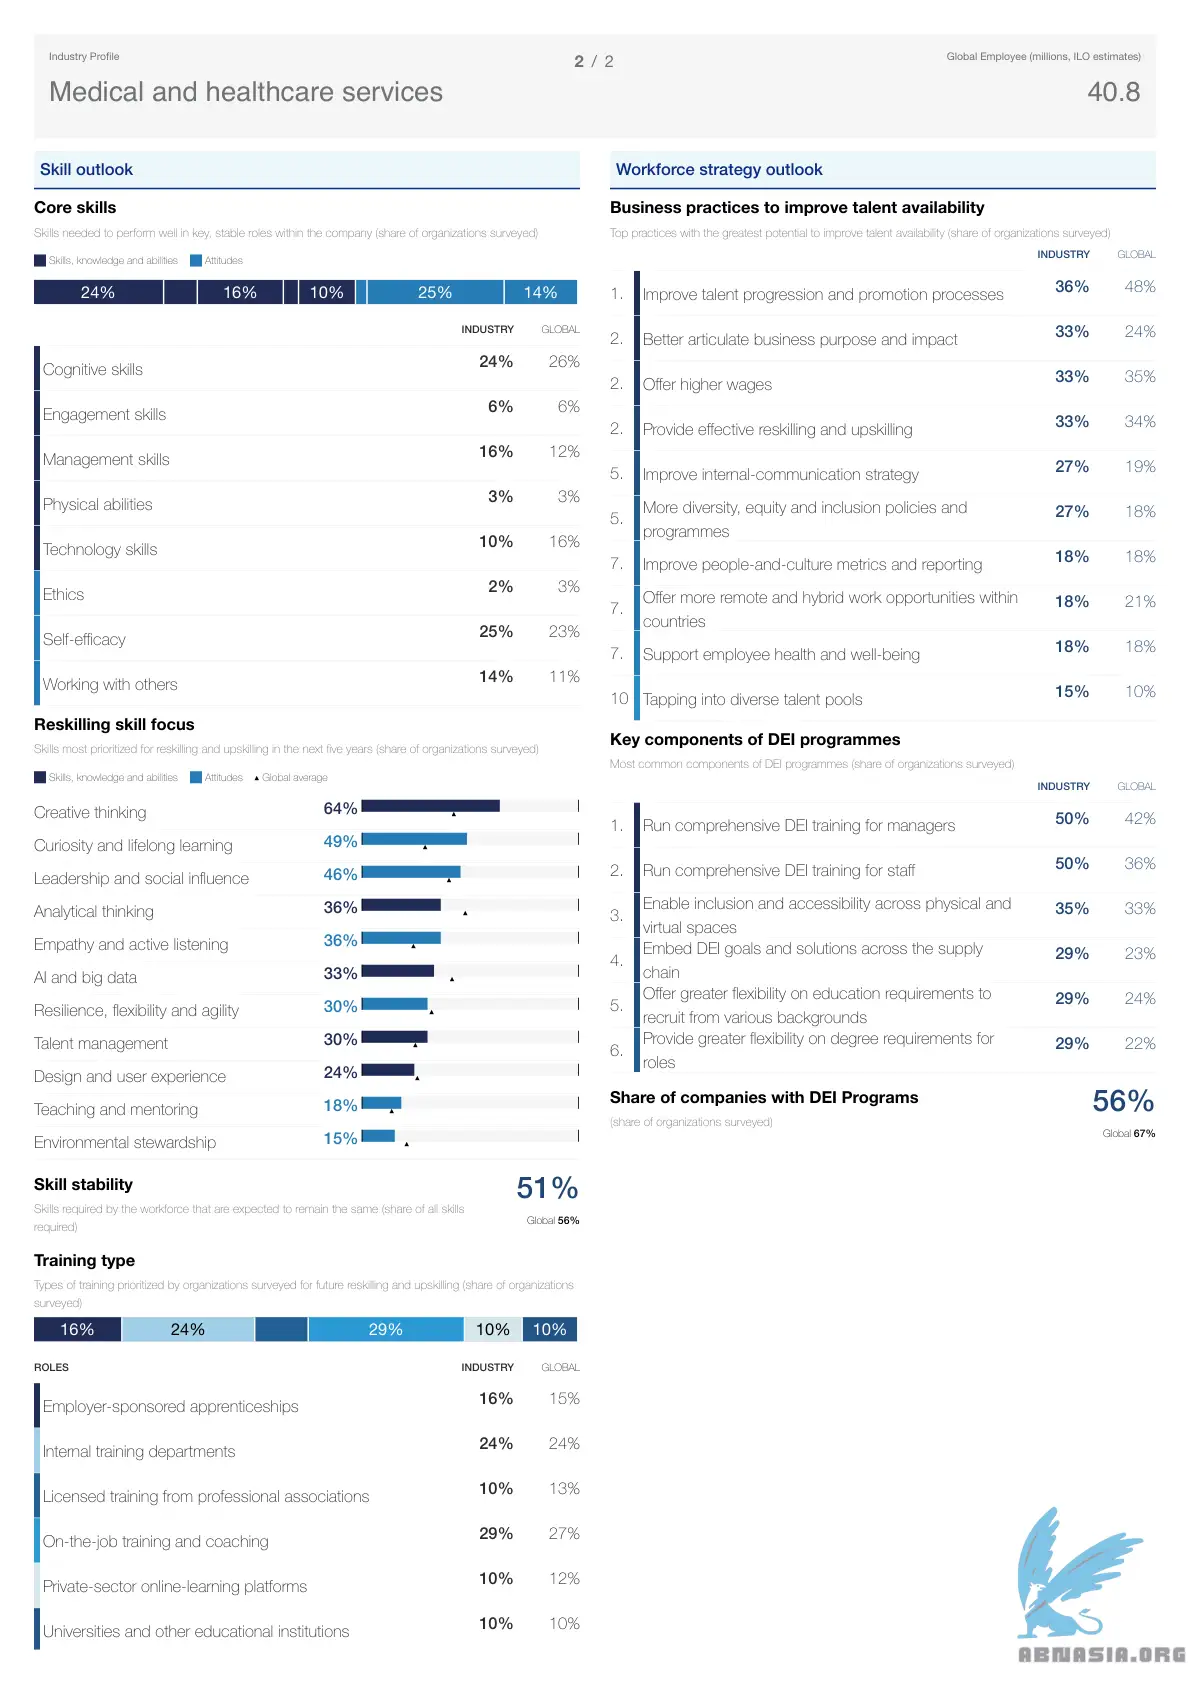 Industry Profile
2 / 2
Global Employee (millions, ILO estimates)
Medical and healthcare services
40.8
Skill outlook
Core skills
Skills needed to perform well in key, stable roles within the company (share of organizations surveyed)
Skills, knowledge and abilities Attitudes
24% 16% 10% 25% 14%
INDUSTRY GLOBAL
Cognitive skills 24% 26%
Engagement skills 6% 6%
Management skills 16% 12%
Physical abilities 3% 3%
Technology skills 10% 16%
Ethics 2% 3%
Self-efficacy 25% 23%
Working with others 14% 11%
Reskilling skill focus
Skills most prioritized for reskilling and upskilling in the next five years (share of organizations surveyed)
Skills, knowledge and abilities Attitudes Global average
Creative thinking 64%
Curiosity and lifelong learning 49%
Leadership and social influence 46%
Analytical thinking 36%
Empathy and active listening 36%
AI and big data 33%
Resilience, flexibility and agility 30%
Talent management 30%
Design and user experience 24%
Teaching and mentoring 18%
Environmental stewardship 15%
Skill stability
51%
Skills required by the workforce that are expected to remain the same (share of all skills
required)
Global 56%
Training type
Types of training prioritized by organizations surveyed for future reskilling and upskilling (share of organizations
surveyed)
16% 24% 29% 10% 10%
ROLES INDUSTRY GLOBAL
Employer-sponsored apprenticeships 16% 15%
Internal training departments 24% 24%
Licensed training from professional associations 10% 13%
On-the-job training and coaching 29% 27%
Private-sector online-learning platforms 10% 12%
Universities and other educational institutions 10% 10%
Workforce strategy outlook
Business practices to improve talent availability
Top practices with the greatest potential to improve talent availability (share of organizations surveyed)
INDUSTRY GLOBAL
1. Improve talent progression and promotion processes 36% 48%
2. Better articulate business purpose and impact 33% 24%
2. Offer higher wages 33% 35%
2. Provide effective reskilling and upskilling 33% 34%
5. Improve internal-communication strategy 27% 19%
5. More diversity, equity and inclusion policies and
programmes 27% 18%
7. Improve people-and-culture metrics and reporting 18% 18%
7. Offer more remote and hybrid work opportunities within
countries 18% 21%
7. Support employee health and well-being 18% 18%
10 Tapping into diverse talent pools 15% 10%
Key components of DEI programmes
Most common components of DEI programmes (share of organizations surveyed)
INDUSTRY GLOBAL
1. Run comprehensive DEI training for managers 50% 42%
2. Run comprehensive DEI training for staff 50% 36%
3. Enable inclusion and accessibility across physical and
virtual spaces 35% 33%
4. Embed DEI goals and solutions across the supply
chain 29% 23%
5. Offer greater flexibility on education requirements to
recruit from various backgrounds 29% 24%
6. Provide greater flexibility on degree requirements for
roles 29% 22%
Share of companies with DEI Programs
56%
(share of organizations surveyed)
Global 67%
ABNASIA.ORG